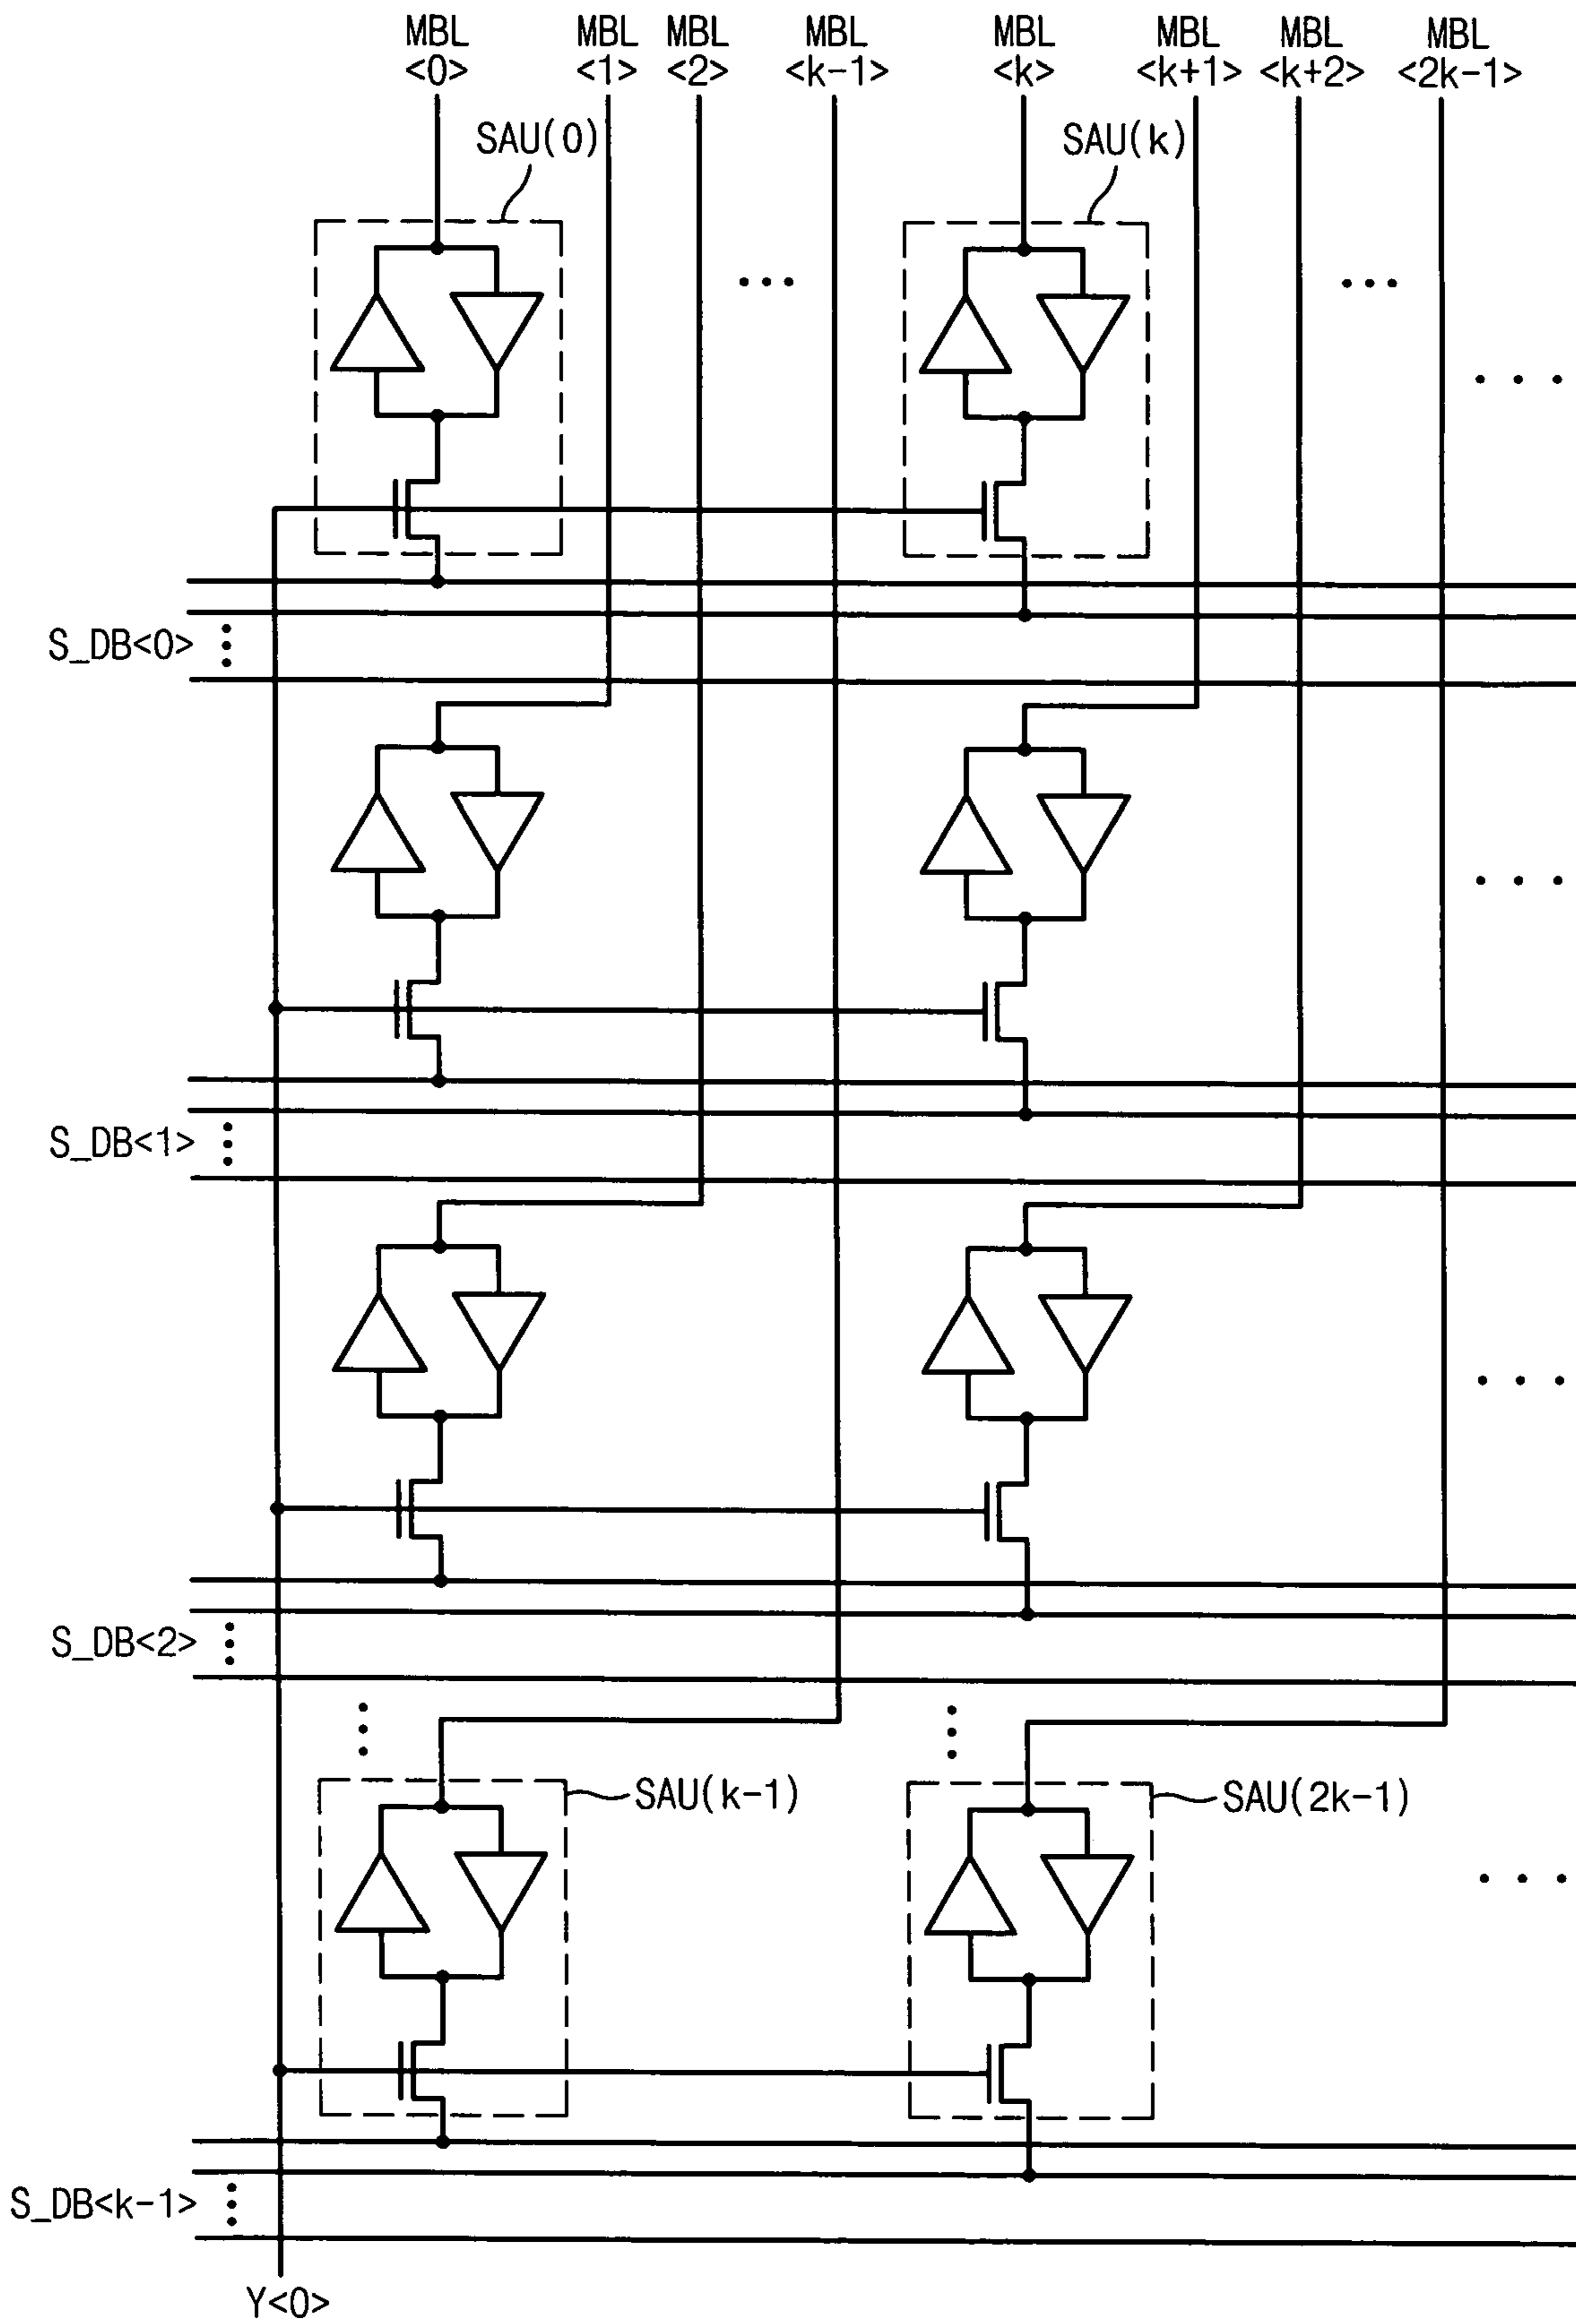 MBL MBL MBL MBL MBL MBL MBL MBL
<0> <1> <2> <k-1> <k> <k+1> <k+2> <2k-1>
SAU(0) SAU(k)
S_DB<0>
S_DB<1>
S_DB<2>
SAU(k-1) SAU(2k-1)
S_DB<k-1>
Y<0>